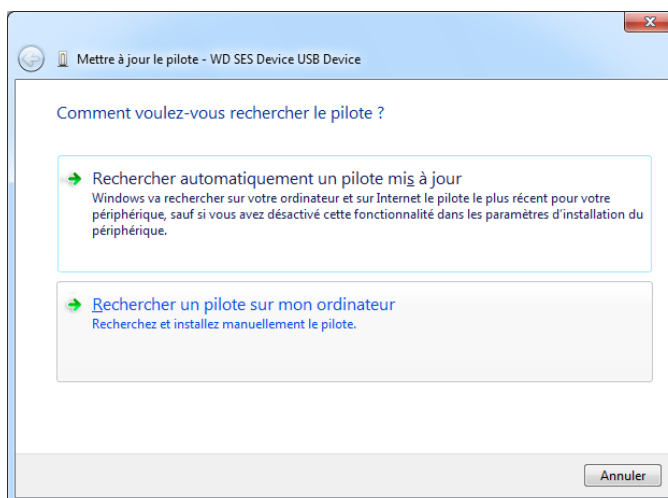 Mettre à jour le pilote - WD SES Device USB Device
Comment voulez-vous rechercher le pilote ?
Rechercher automatiquement un pilote mis à jour
Windows va rechercher sur votre ordinateur et sur Internet le pilote le plus récent pour votre
périphérique, sauf si vous avez désactivé cette fonctionnalité dans les paramètres d'installation du
périphérique.
Rechercher un pilote sur mon ordinateur
Recherchez et installez manuellement le pilote.
Annuler